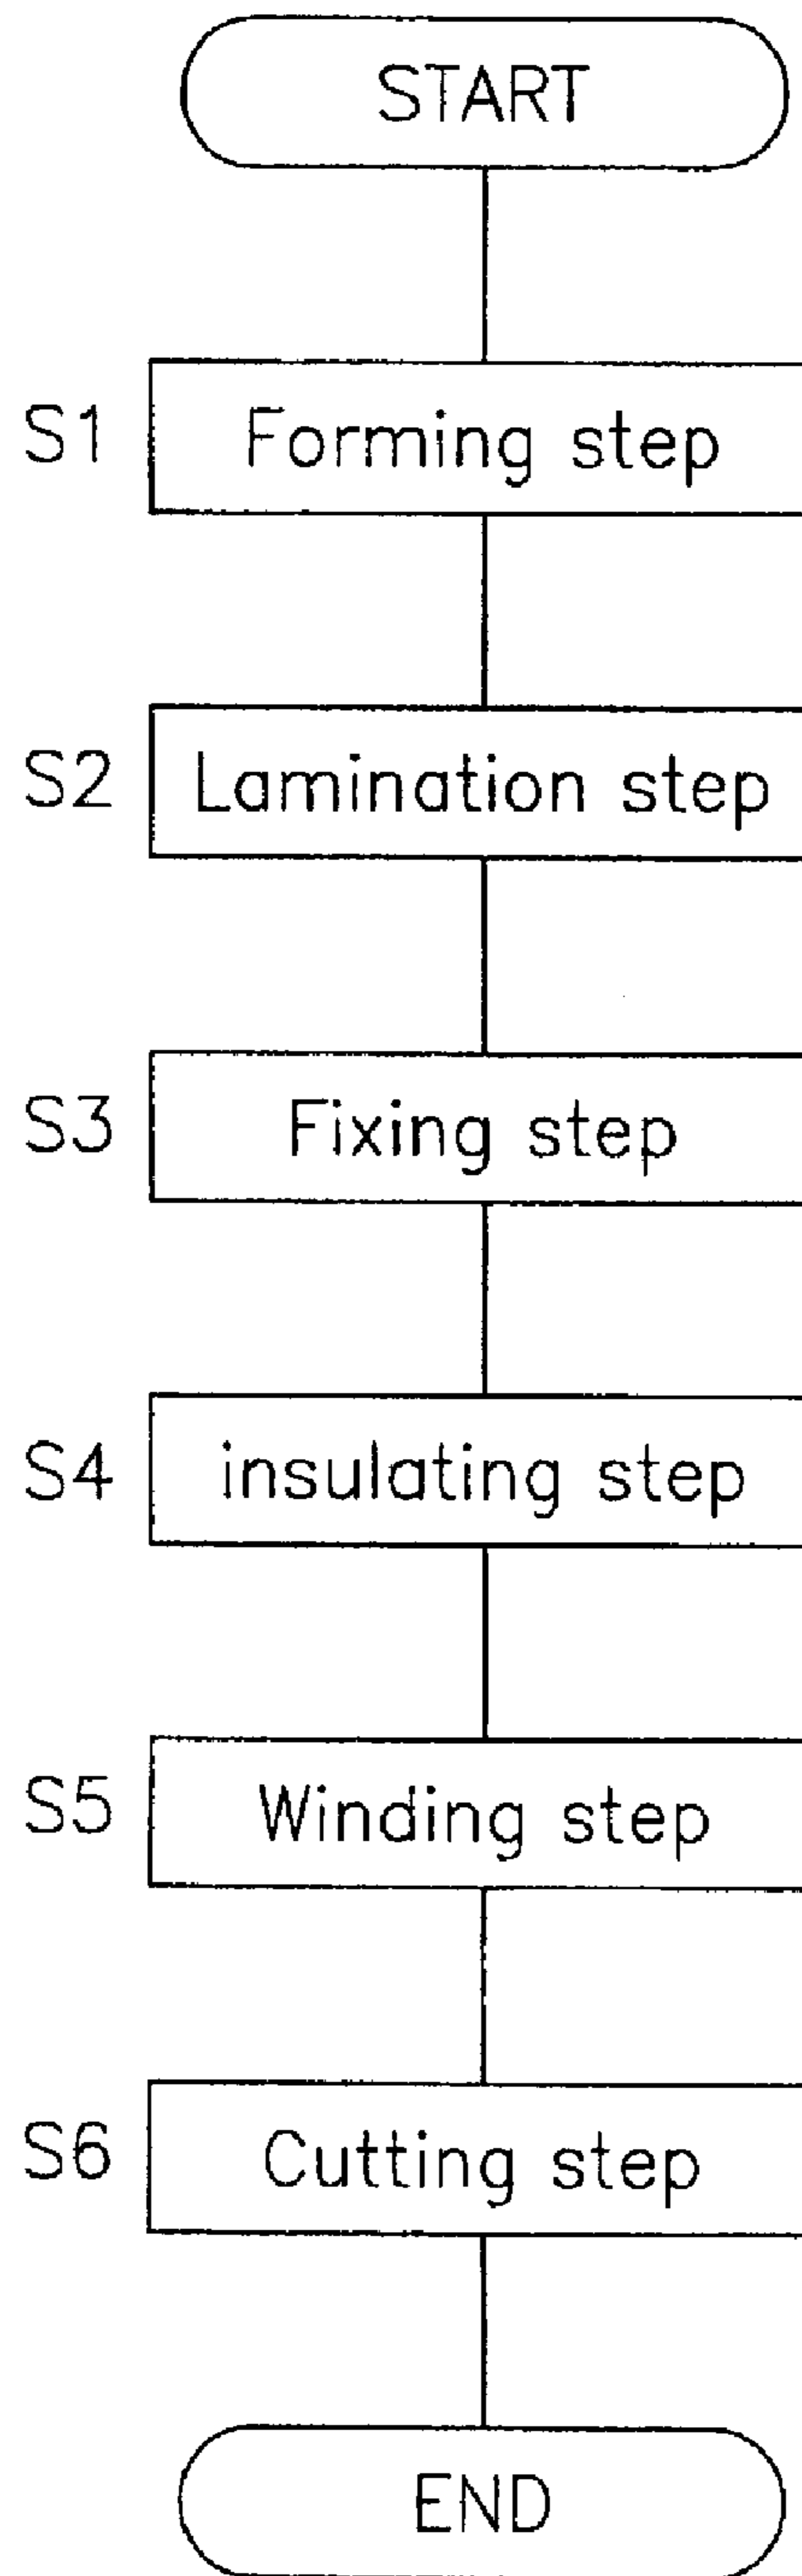 START
S1 Forming step
S2 Lamination step
S3 Fixing step
S4 insulating step
S5 Winding step
S6 Cutting step
END